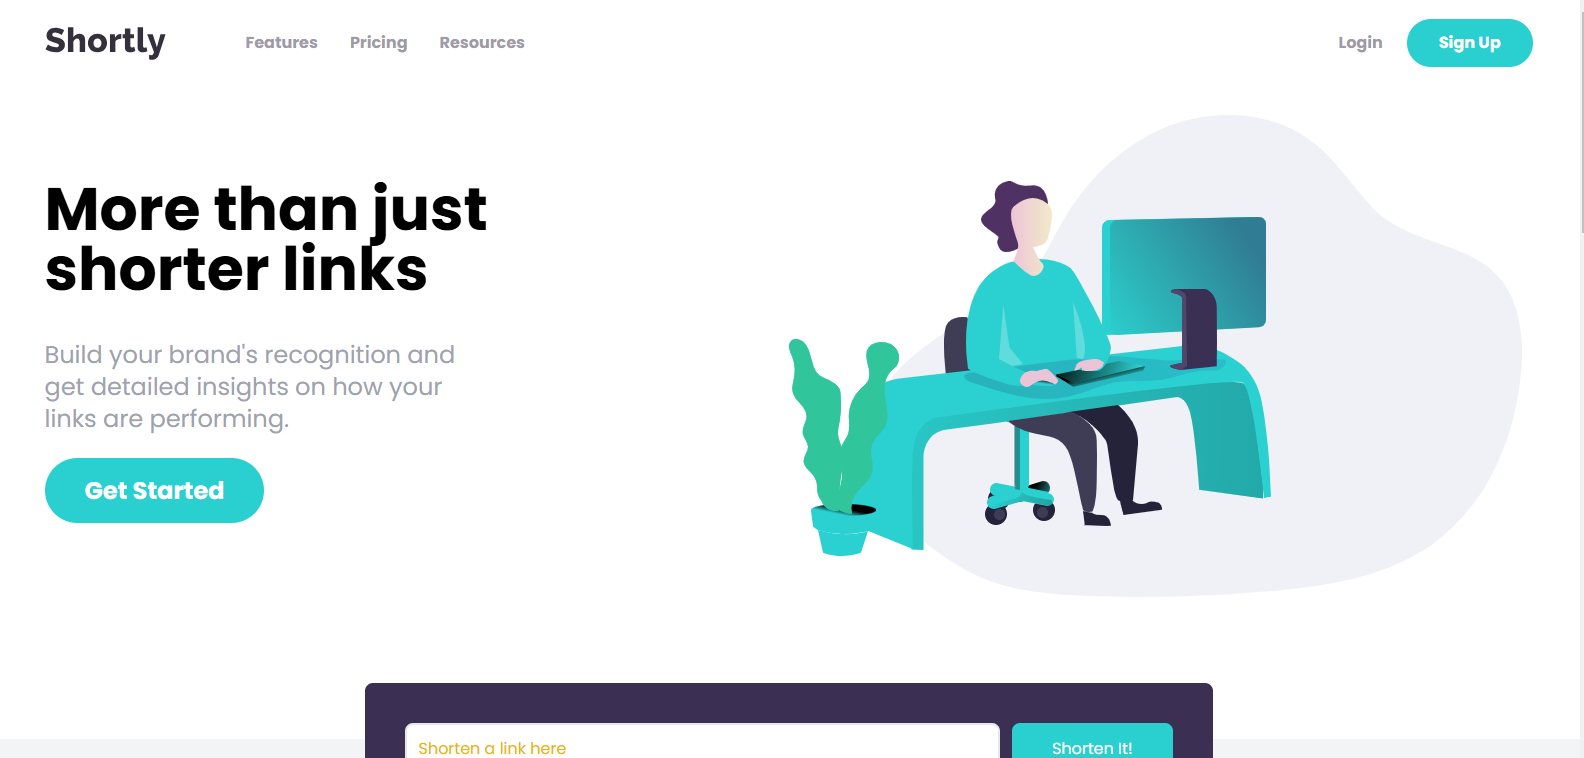 Shortly
Features Pricing Resources
Login
Sign Up
More than just
shorter links
Build your brand's recognition and
get detailed insights on how your
links are performing.
Get Started
Shorten a link here
Shorten It!